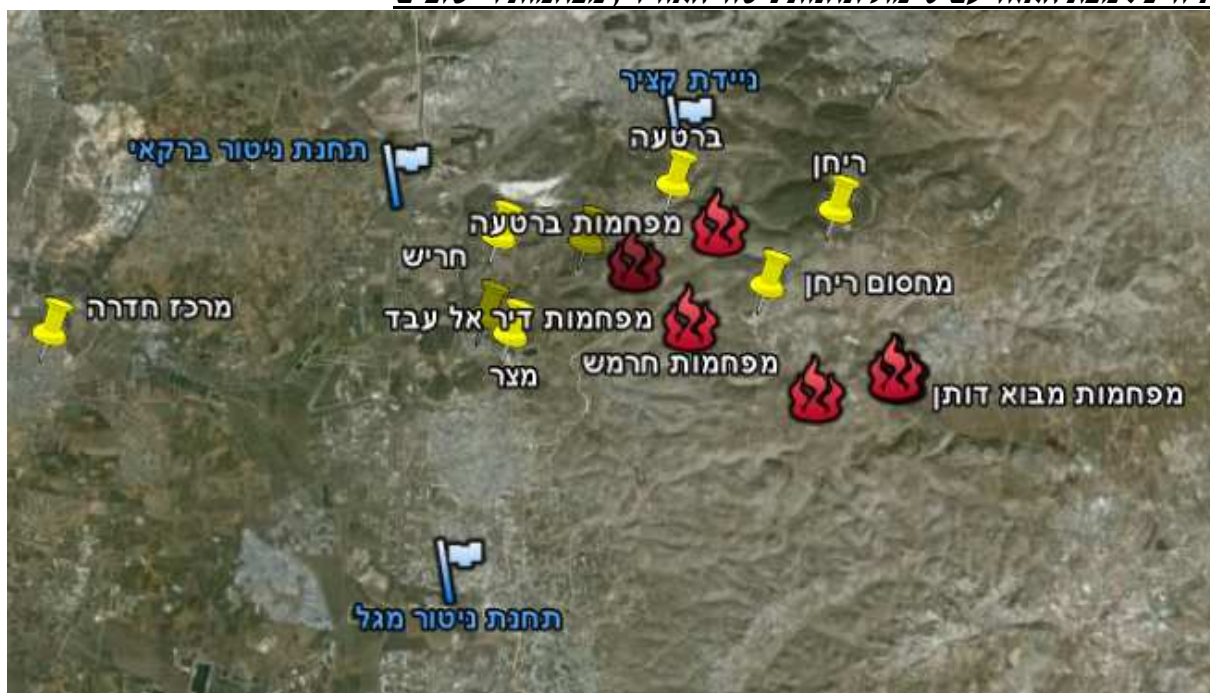 ניידת קציר
ברטעה
תחנת ניטור ברקאי
ריחן
מפחמות ברטעה
חריש
מחסום ריחן
מרכז חדרה
מפחמות דיר אל עבד
מפחמות חרמש
מצר
מפחמות מבוא דותן
תחנת ניטור מגל